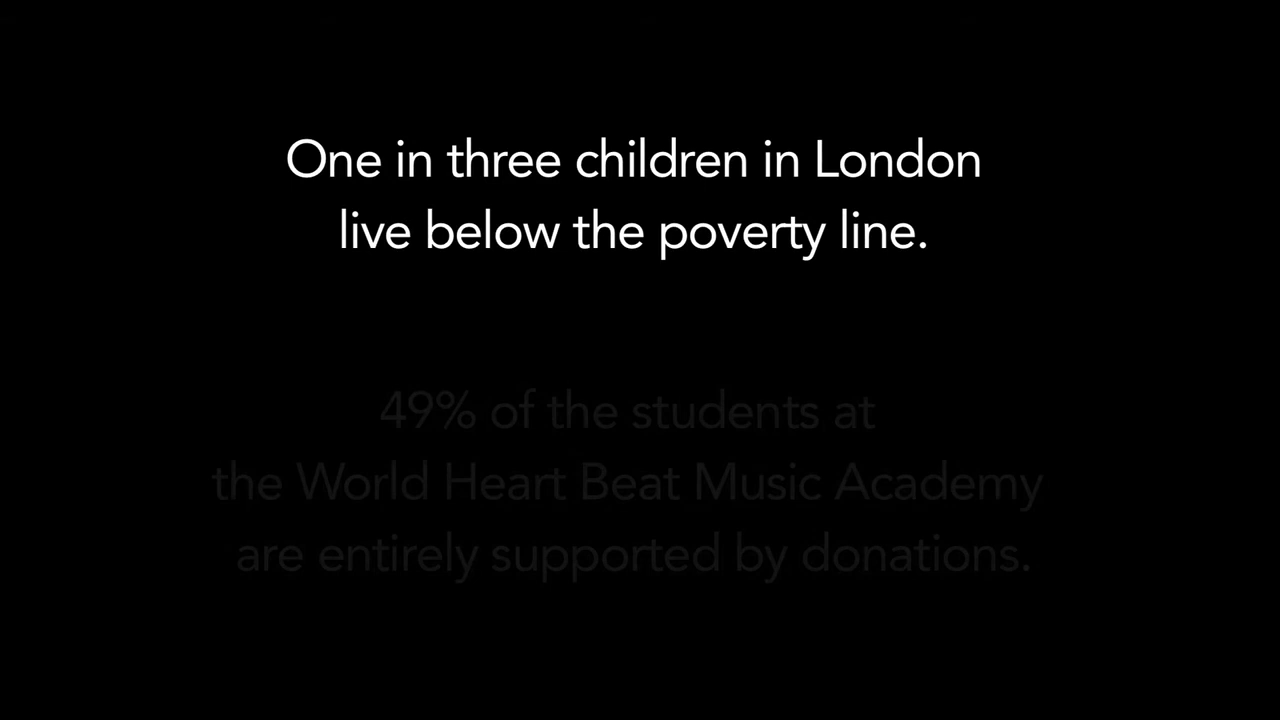 One in three children in London
live below the poverty line.
49% of the students at
the World Heart Beat Music Academy
are entirely supported by donations.